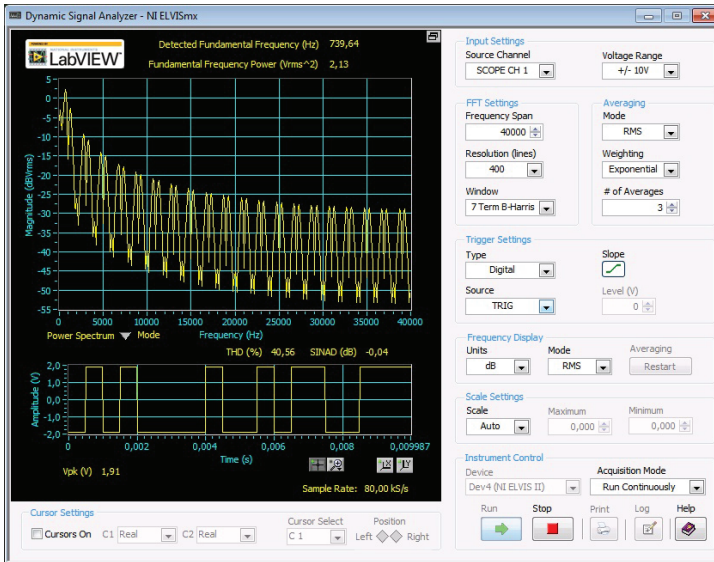 Dynamic Signal Analyzer - NI ELVISmx
LabVIEW
Detected Fundamental Frequency (Hz) 739,64
Fundamental Frequency Power (Vrms^2) 2,13
Magnitude (dBVrms)
5
0
-5
-10
-15
-20
-25
-30
-35
-40
-45
-50
-55
0 5000 10000 15000 20000 25000 30000 35000 40000
Power Spectrum Mode Frequency (Hz)
THD (%) 40,56 SINAD (dB) -0,04
Amplitude (V)
2,0
1,0
0,0
-1,0
-2,0
0 0,002 0,004 0,006 0,008 0,009987
Time (s)
Vpk (V) 1,91
Sample Rate: 80,00 kS/s
Cursor Settings
Cursors On C1 Real C2 Real
Cursor Select
C 1
Position
Left Right
Input Settings
Source Channel
SCOPE CH 1
Voltage Range
+/- 10V
FFT Settings
Frequency Span
40000
Resolution (lines)
400
Window
7 Term B-Harris
Averaging
Mode
RMS
Weighting
Exponential
# of Averages
3
Trigger Settings
Type
Digital
Slope
Source
TRIG
Level (V)
0
Frequency Display
Units
dB
Mode
RMS
Averaging
Restart
Scale Settings
Scale
Auto
Maximum
0,000
Minimum
0,000
Instrument Control
Device
Dev4 (NI ELVIS II)
Acquisition Mode
Run Continuously
Run Stop Print Log Help